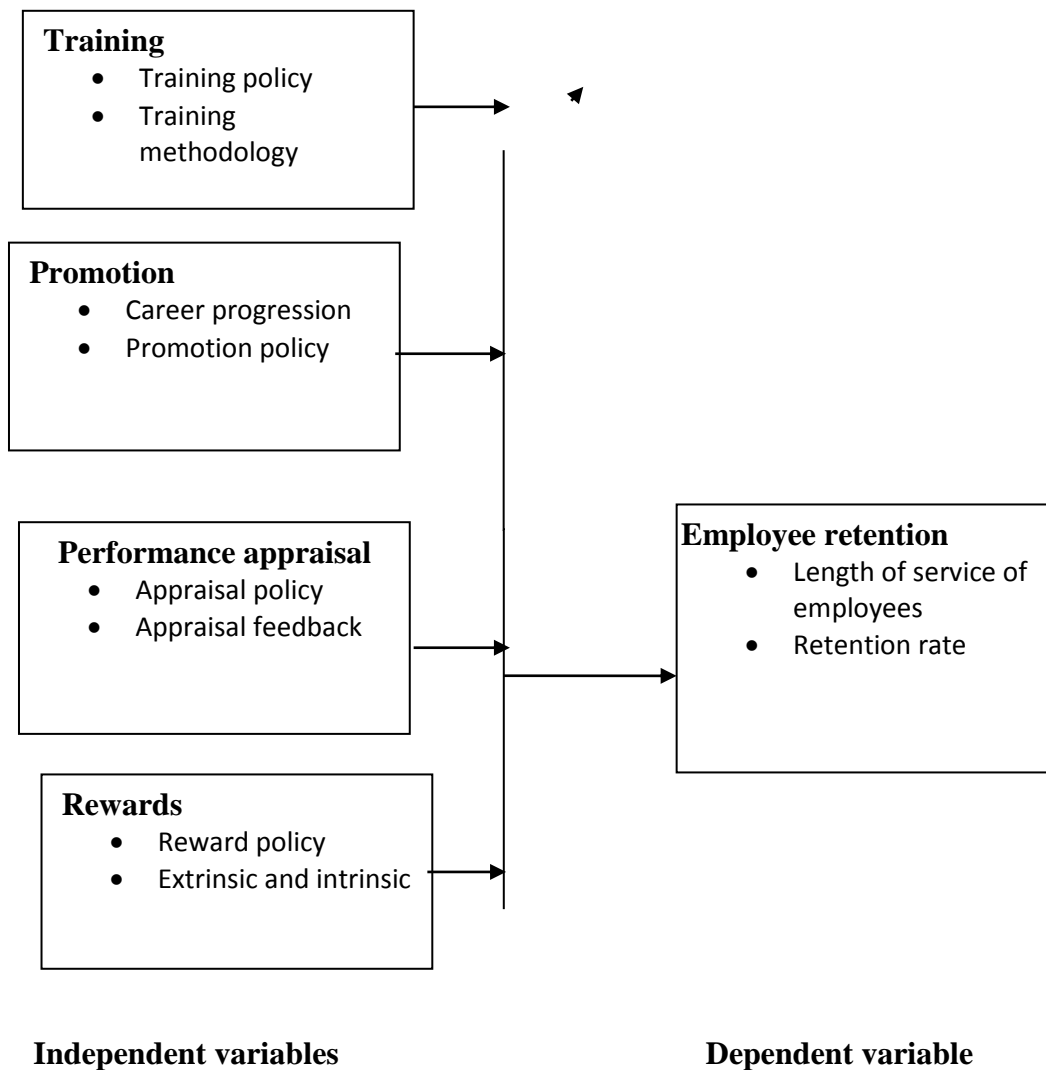 Training
• Training policy
• Training
methodology
Promotion
• Career progression
• Promotion policy
Performance appraisal
• Appraisal policy
• Appraisal feedback
Employee retention
• Length of service of
employees
• Retention rate
Rewards
• Reward policy
• Extrinsic and intrinsic
Independent variables
Dependent variable